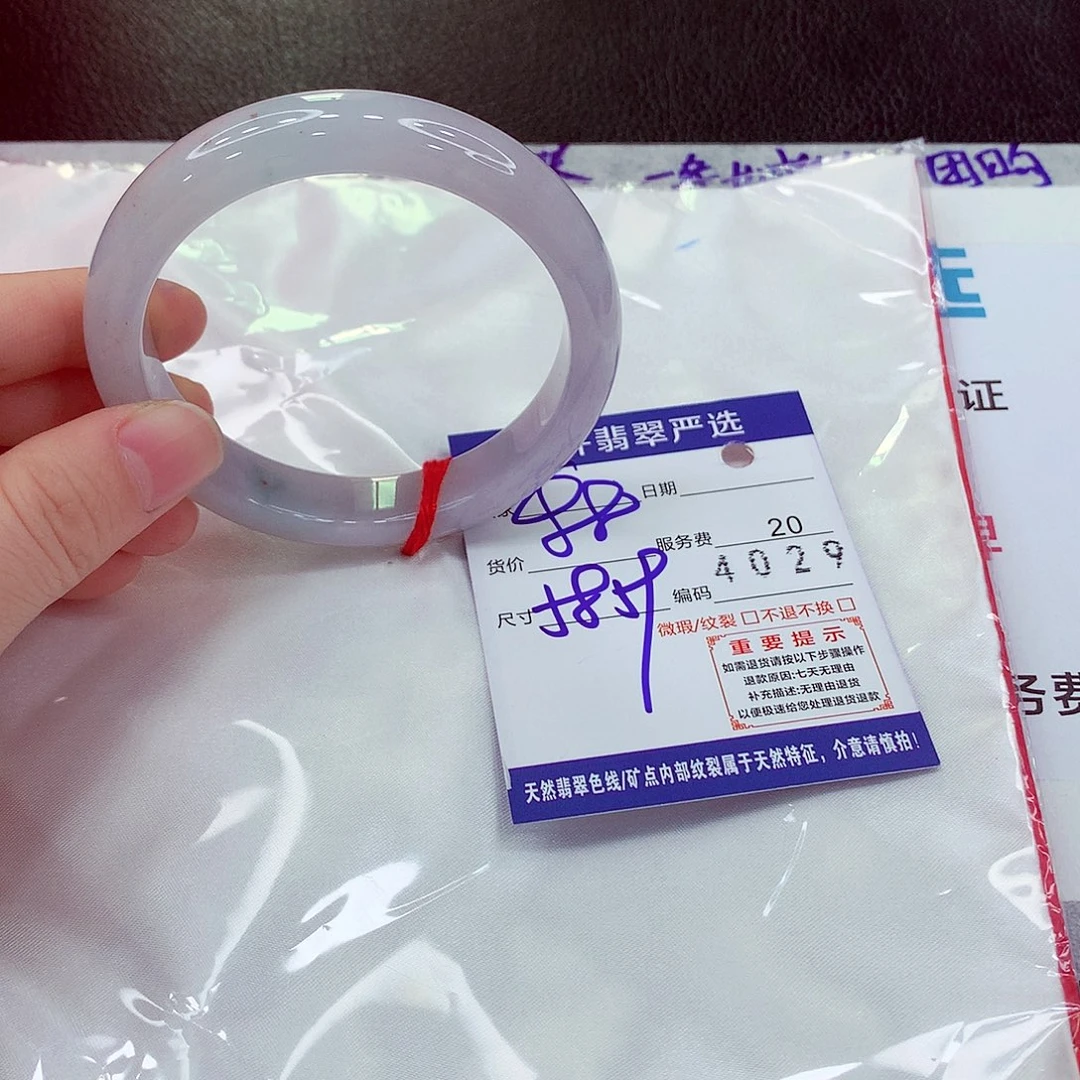 团购
证
务费
翡翠严选
日期
货价
服务费 20
尺寸
编码 4029
微瑕/纹裂 □ 不退不换 □
重要提示
如需退货请按以下步骤操作
退款原因:七天无理由
补充描述:无理由退货
以便极速给您处理退货退款
天然翡翠色线/矿点内部纹裂属于天然特征，介意请慎拍!